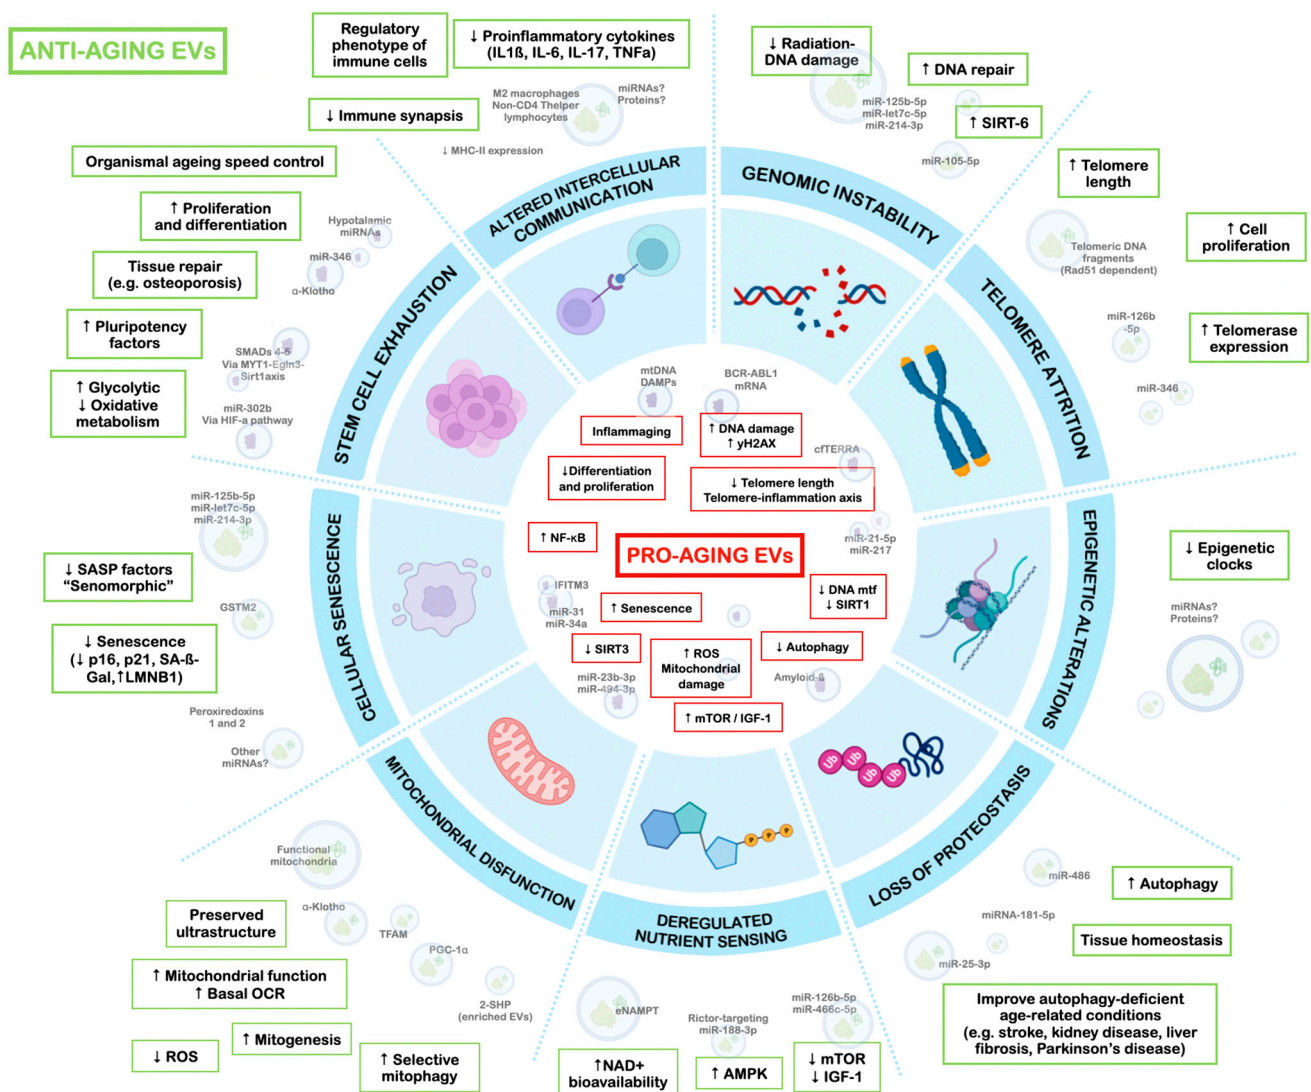 ANTI-AGING EVs
Regulatory
phenotype of
immune cells
↓ Proinflammatory cytokines
(IL1ß, IL-6, IL-17, TNFa)
M2 macrophages
Non-CD4 Thelper
lymphocytes
miRNAs?
Proteins?
↓ Immune synapsis
↓ MHC-II expression
ALTERED INTERCELLULAR
COMMUNICATION
↓ Radiation-
DNA damage
↑ DNA repair
miR-125b-5p
miR-let7c-5p
miR-214-3p
↑ SIRT-6
miR-105-5p
GENOMIC INSTABILITY
↑ Telomere
length
Telomeric DNA
fragments
(Rad51 dependent)
↑ Cell
proliferation
miR-126b
-5p
↑ Telomerase
expression
miR-346
TELOMERE ATTRITION
↓ Epigenetic
clocks
miRNAs?
Proteins?
EPIGENETIC ALTERATIONS
miR-486
↑ Autophagy
miRNA-181-5p
Tissue homeostasis
miR-25-3p
Improve autophagy-deficient
age-related conditions
(e.g. stroke, kidney disease, liver
fibrosis, Parkinson's disease)
LOSS OF PROTEOSTASIS
Ub
Ub
Ub
Ub
DEREGULATED
NUTRIENT SENSING
P
P
P
eNAMPT
↑NAD+
bioavailability
Rictor-targeting
miR-188-3p
↑ AMPK
miR-126b-5p
miR-466c-5p
↓ mTOR
↓ IGF-1
MITOCHONDRIAL DISFUNCTION
Functional
mitochondria
α-Klotho
Preserved
ultrastructure
TFAM
PGC-1α
↑ Mitochondrial function
↑ Basal OCR
2-SHP
(enriched EVs)
↑ Mitogenesis
↓ ROS
↑ Selective
mitophagy
CELLULAR SENESCENCE
miR-125b-5p
miR-let7c-5p
miR-214-3p
↓ SASP factors
“Senomorphic”
GSTM2
↓ Senescence
(↓ p16, p21, SA-ß-
Gal,↑LMNB1)
Peroxiredoxins
1 and 2
Other
miRNAs?
STEM CELL EXHAUSTION
Organismal ageing speed control
↑ Proliferation
and differentiation
Hypotalamic
miRNAs
Tissue repair
(e.g. osteoporosis)
miR-346
α-Klotho
↑ Pluripotency
factors
SMADs 4-5
Via MYT1-Egln3-
Sirt1axis
↑ Glycolytic
↓ Oxidative
metabolism
miR-302b
Via HIF-a pathway
PRO-AGING EVs
mtDNA
DAMPs
BCR-ABL1
mRNA
Inflammaging
↑ DNA damage
↑ yH2AX
cfTERRA
↓Differentiation
and proliferation
↓ Telomere length
Telomere-inflammation axis
↑ NF-κB
miR-21-5p
miR-217
IFITM3
miR-31
miR-34a
↑ Senescence
↓ DNA mtf
↓ SIRT1
↓ SIRT3
↑ ROS
Mitochondrial
damage
↓ Autophagy
miR-23b-3p
miR-494-3p
Amyloid-ß
↑ mTOR / IGF-1